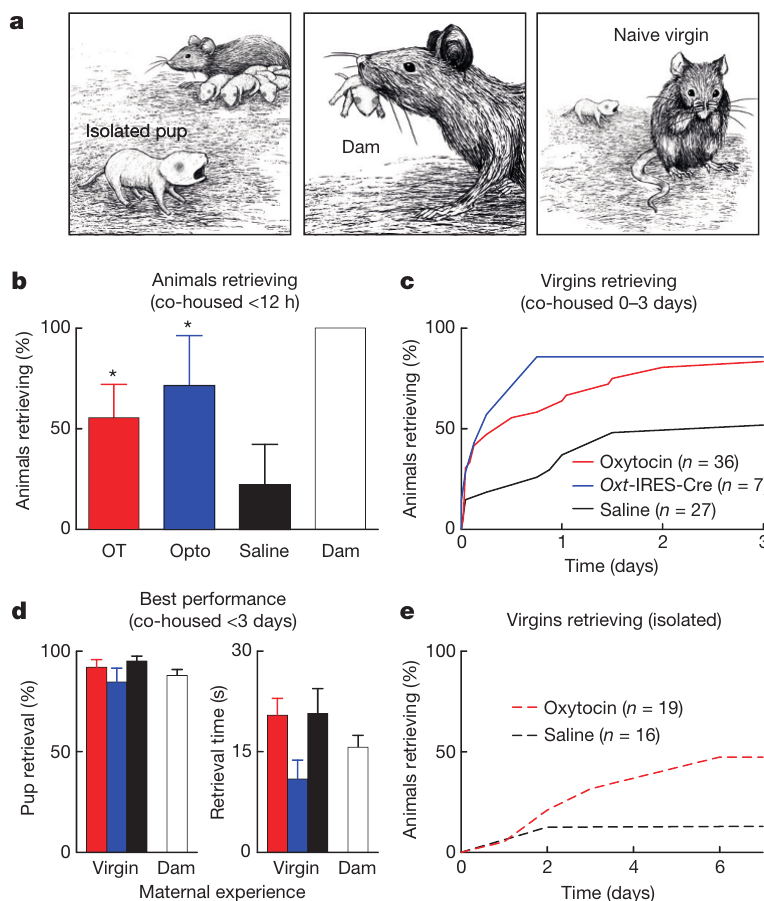 a
Isolated pup
Dam
Naive virgin
b
Animals retrieving
(co-housed <12 h)
Animals retrieving (%)
100
50
0
*
*
OT
Opto
Saline
Dam
c
Virgins retrieving
(co-housed 0–3 days)
Animals retrieving (%)
100
50
0
Oxytocin (n = 36)
Oxt-IRES-Cre (n = 7
Saline (n = 27)
0
1
2
3
Time (days)
d
Best performance
(co-housed <3 days)
Pup retrieval (%)
100
50
0
Virgin
Dam
Retrieval time (s)
30
15
0
Virgin
Dam
Maternal experience
e
Virgins retrieving (isolated)
Animals retrieving (%)
100
50
0
Oxytocin (n = 19)
Saline (n = 16)
0
2
4
6
Time (days)